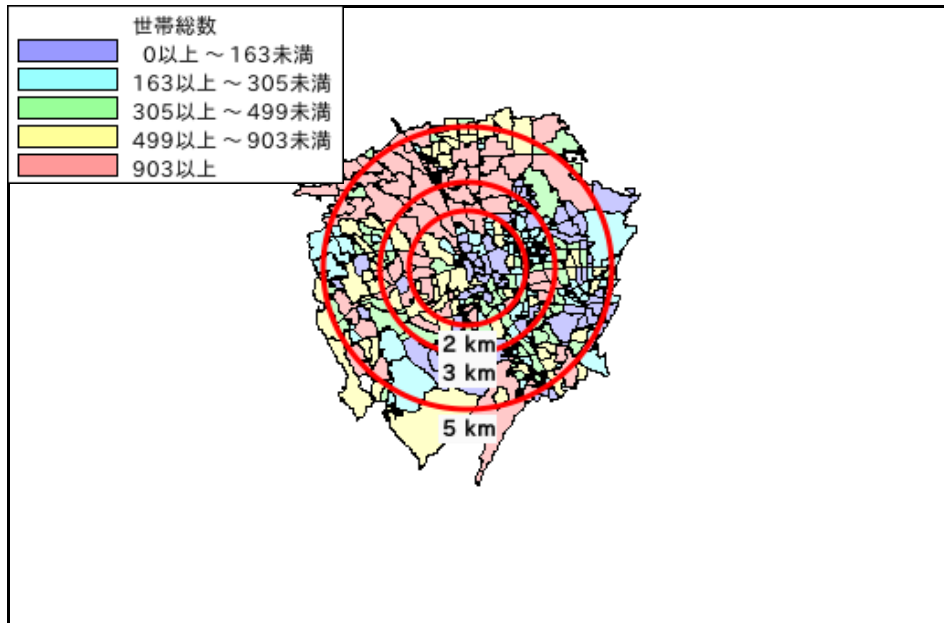 世帯総数
0以上 ～ 163未満
163以上 ～ 305未満
305以上 ～ 499未満
499以上 ～ 903未満
903以上
2 km
3 km
5 km